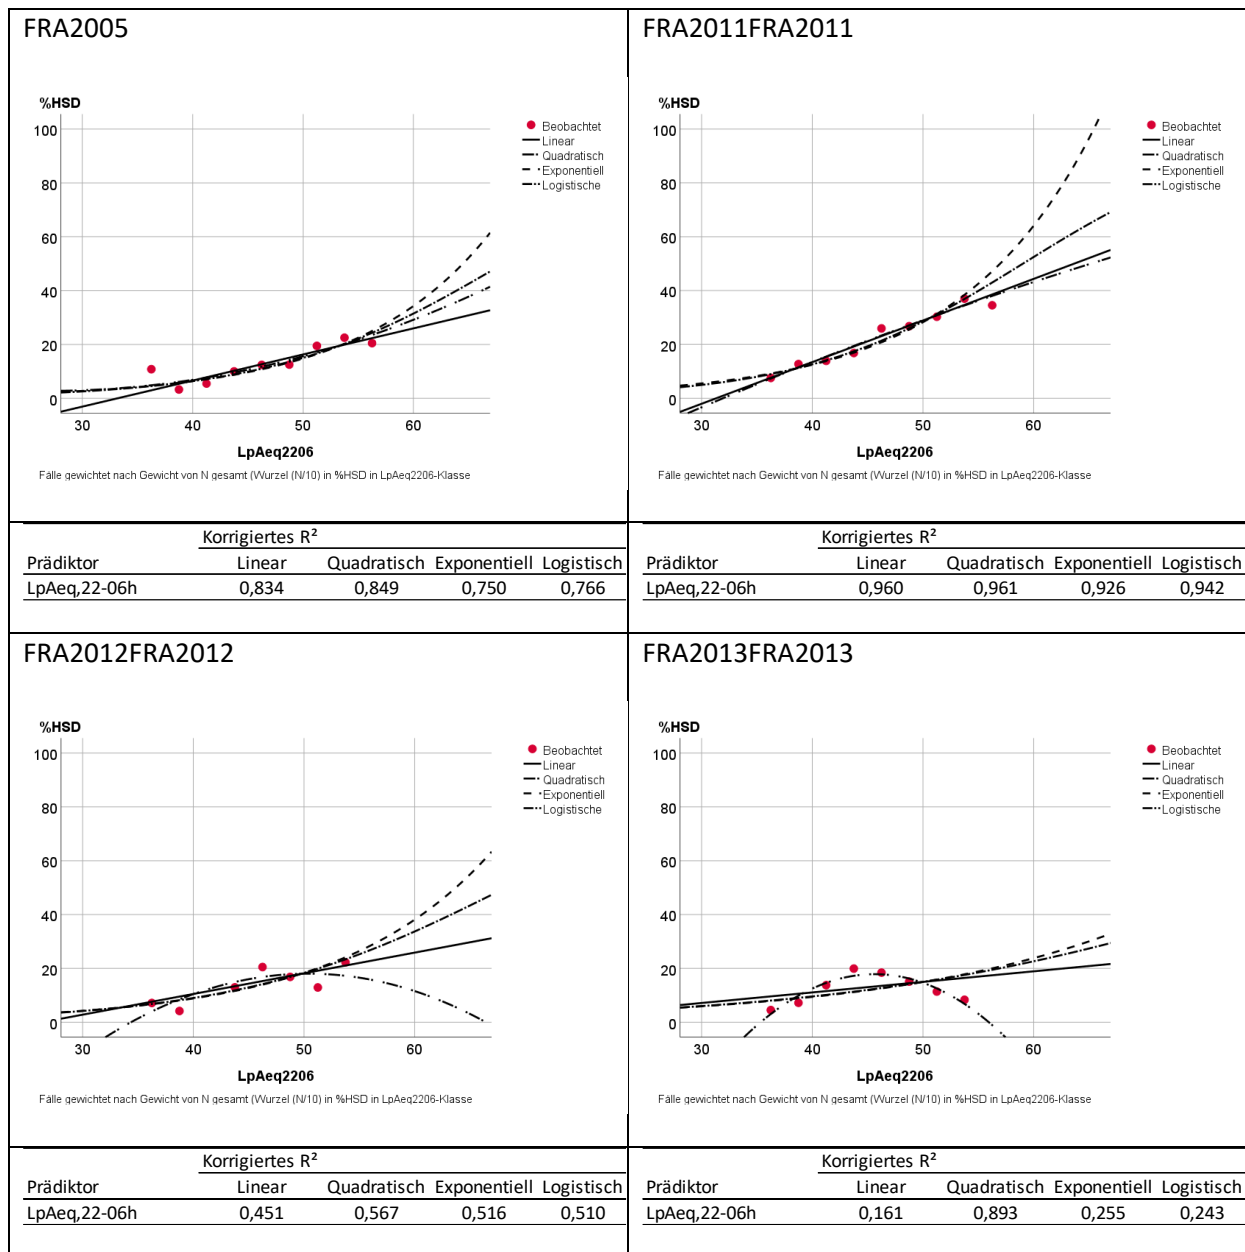 FRA2005
%HSD
100
80
60
40
20
0
30
40
50
60
LpAeq2206
Beobachtet
Linear
Quadratisch
Exponentiell
Logistische
Fälle gewichtet nach Gewicht von N gesamt (Wurzel (N/10) in %HSD in LpAeq2206-Klasse
Korrigiertes R²
Prädiktor Linear Quadratisch Exponentiell Logistisch
LpAeq,22-06h 0,834 0,849 0,750 0,766
FRA2011FRA2011
%HSD
100
80
60
40
20
0
30
40
50
60
LpAeq2206
Beobachtet
Linear
Quadratisch
Exponentiell
Logistische
Fälle gewichtet nach Gewicht von N gesamt (Wurzel (N/10) in %HSD in LpAeq2206-Klasse
Korrigiertes R²
Prädiktor Linear Quadratisch Exponentiell Logistisch
LpAeq,22-06h 0,960 0,961 0,926 0,942
FRA2012FRA2012
%HSD
100
80
60
40
20
0
30
40
50
60
LpAeq2206
Beobachtet
Linear
Quadratisch
Exponentiell
Logistische
Fälle gewichtet nach Gewicht von N gesamt (Wurzel (N/10) in %HSD in LpAeq2206-Klasse
Korrigiertes R²
Prädiktor Linear Quadratisch Exponentiell Logistisch
LpAeq,22-06h 0,451 0,567 0,516 0,510
FRA2013FRA2013
%HSD
100
80
60
40
20
0
30
40
50
60
LpAeq2206
Beobachtet
Linear
Quadratisch
Exponentiell
Logistische
Fälle gewichtet nach Gewicht von N gesamt (Wurzel (N/10) in %HSD in LpAeq2206-Klasse
Korrigiertes R²
Prädiktor Linear Quadratisch Exponentiell Logistisch
LpAeq,22-06h 0,161 0,893 0,255 0,243